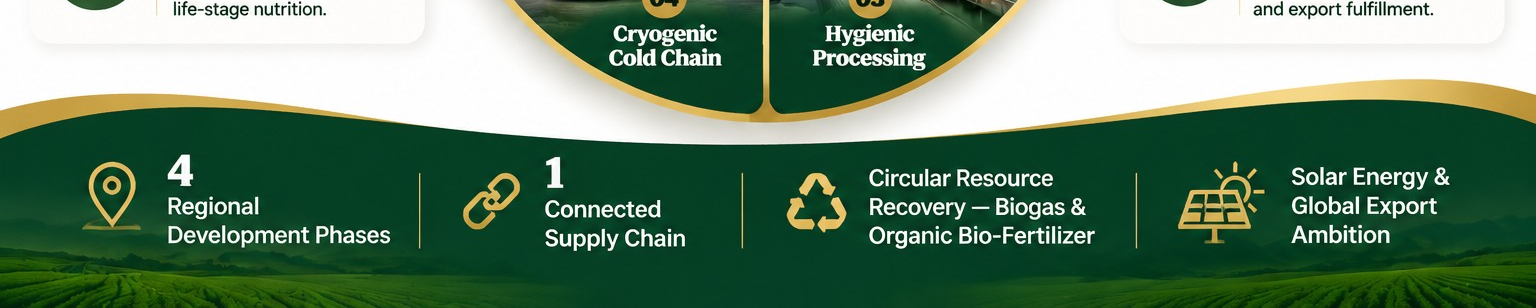 life-stage nutrition.
and export fulfillment.
Cryogenic
Cold Chain
Hygienic
Processing
4
Regional
Development Phases
1
Connected
Supply Chain
Circular Resource
Recovery — Biogas &
Organic Bio-Fertilizer
Solar Energy &
Global Export
Ambition